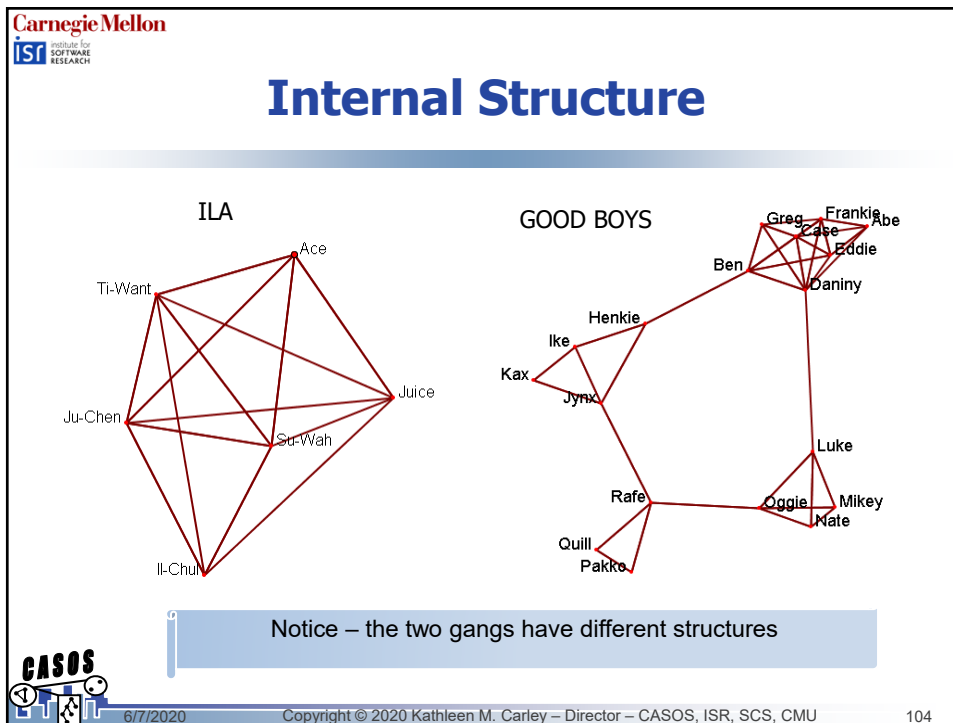 Carnegie Mellon
isr institute for
SOFTWARE
RESEARCH
Internal Structure
ILA
GOOD BOYS
Ace
Ti-Want
Juice
Ju-Chen
Su-Wah
Il-Chul
Greg
Frankie
Abe
Case
Eddie
Ben
Daniny
Henkie
Ike
Kax
Jynx
Luke
Rafe
Oggie
Mikey
Nate
Quill
Pakko
Notice – the two gangs have different structures
CASOS
6/7/2020
Copyright © 2020 Kathleen M. Carley – Director – CASOS, ISR, SCS, CMU
104